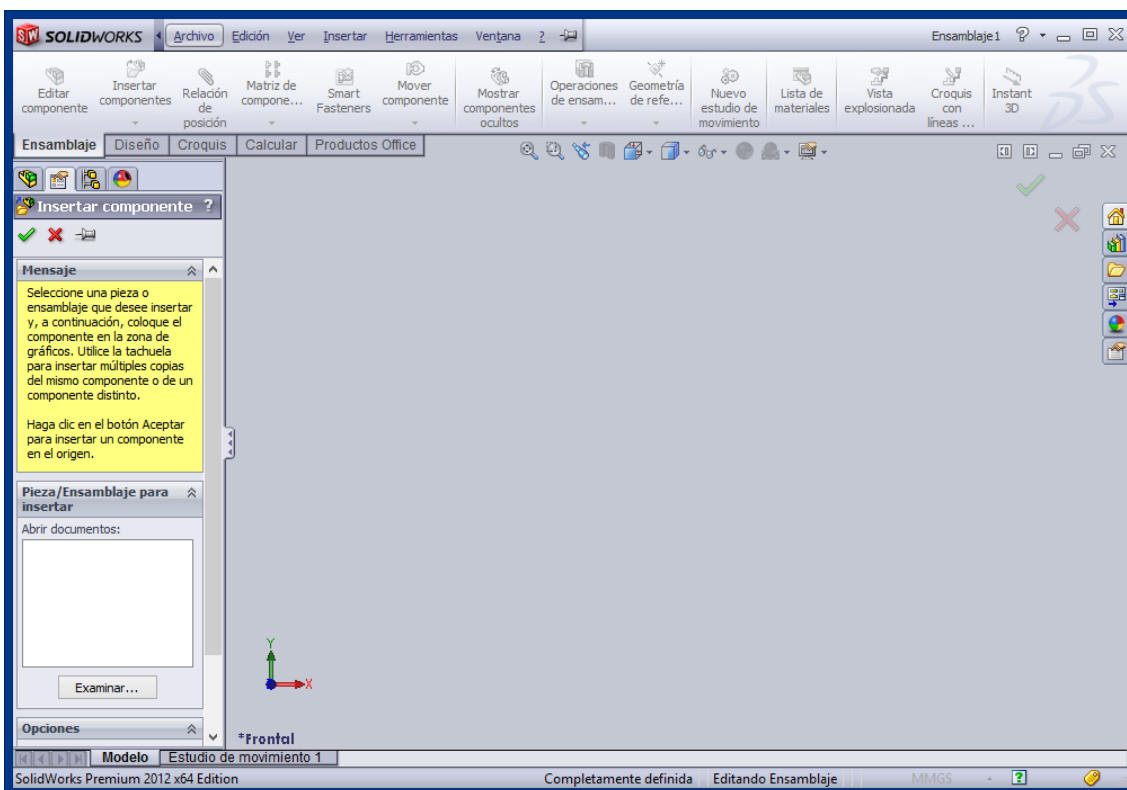 SOLIDWORKS Archivo Edición Ver Insertar Herramientas Ventana ? Ensamblaje1 ?
Editar componente
Insertar componentes
Relación de posición
Matriz de compone...
Smart Fasteners
Mover componente
Mostrar componentes ocultos
Operaciones de ensam...
Geometría de refe...
Nuevo estudio de movimiento
Lista de materiales
Vista explosionada
Croquis con líneas ...
Instant 3D
Ensamblaje Diseño Croquis Calcular Productos Office
Insertar componente ?
Mensaje
Seleccione una pieza o
ensamblaje que desee insertar
y, a continuación, coloque el
componente en la zona de
gráficos. Utilice la tachuela
para insertar múltiples copias
del mismo componente o de un
componente distinto.
Haga clic en el botón Aceptar
para insertar un componente
en el origen.
Pieza/Ensamblaje para
insertar
Abrir documentos:
Examinar...
Opciones
Y
X
*Frontal
Modelo Estudio de movimiento 1
SolidWorks Premium 2012 x64 Edition Completamente definida Editando Ensamblaje MMGS ?